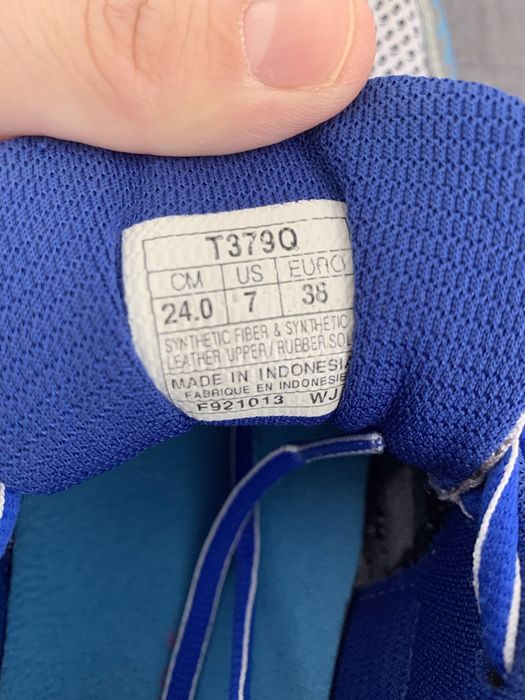 T379Q
CM US EURO
24.0 7 38
SYNTHETIC FIBER & SYNTHETIC
LEATHER UPPER / RUBBER SOL
MADE IN INDONESIA
FABRIQUE EN INDONESIE
F921013 WJ